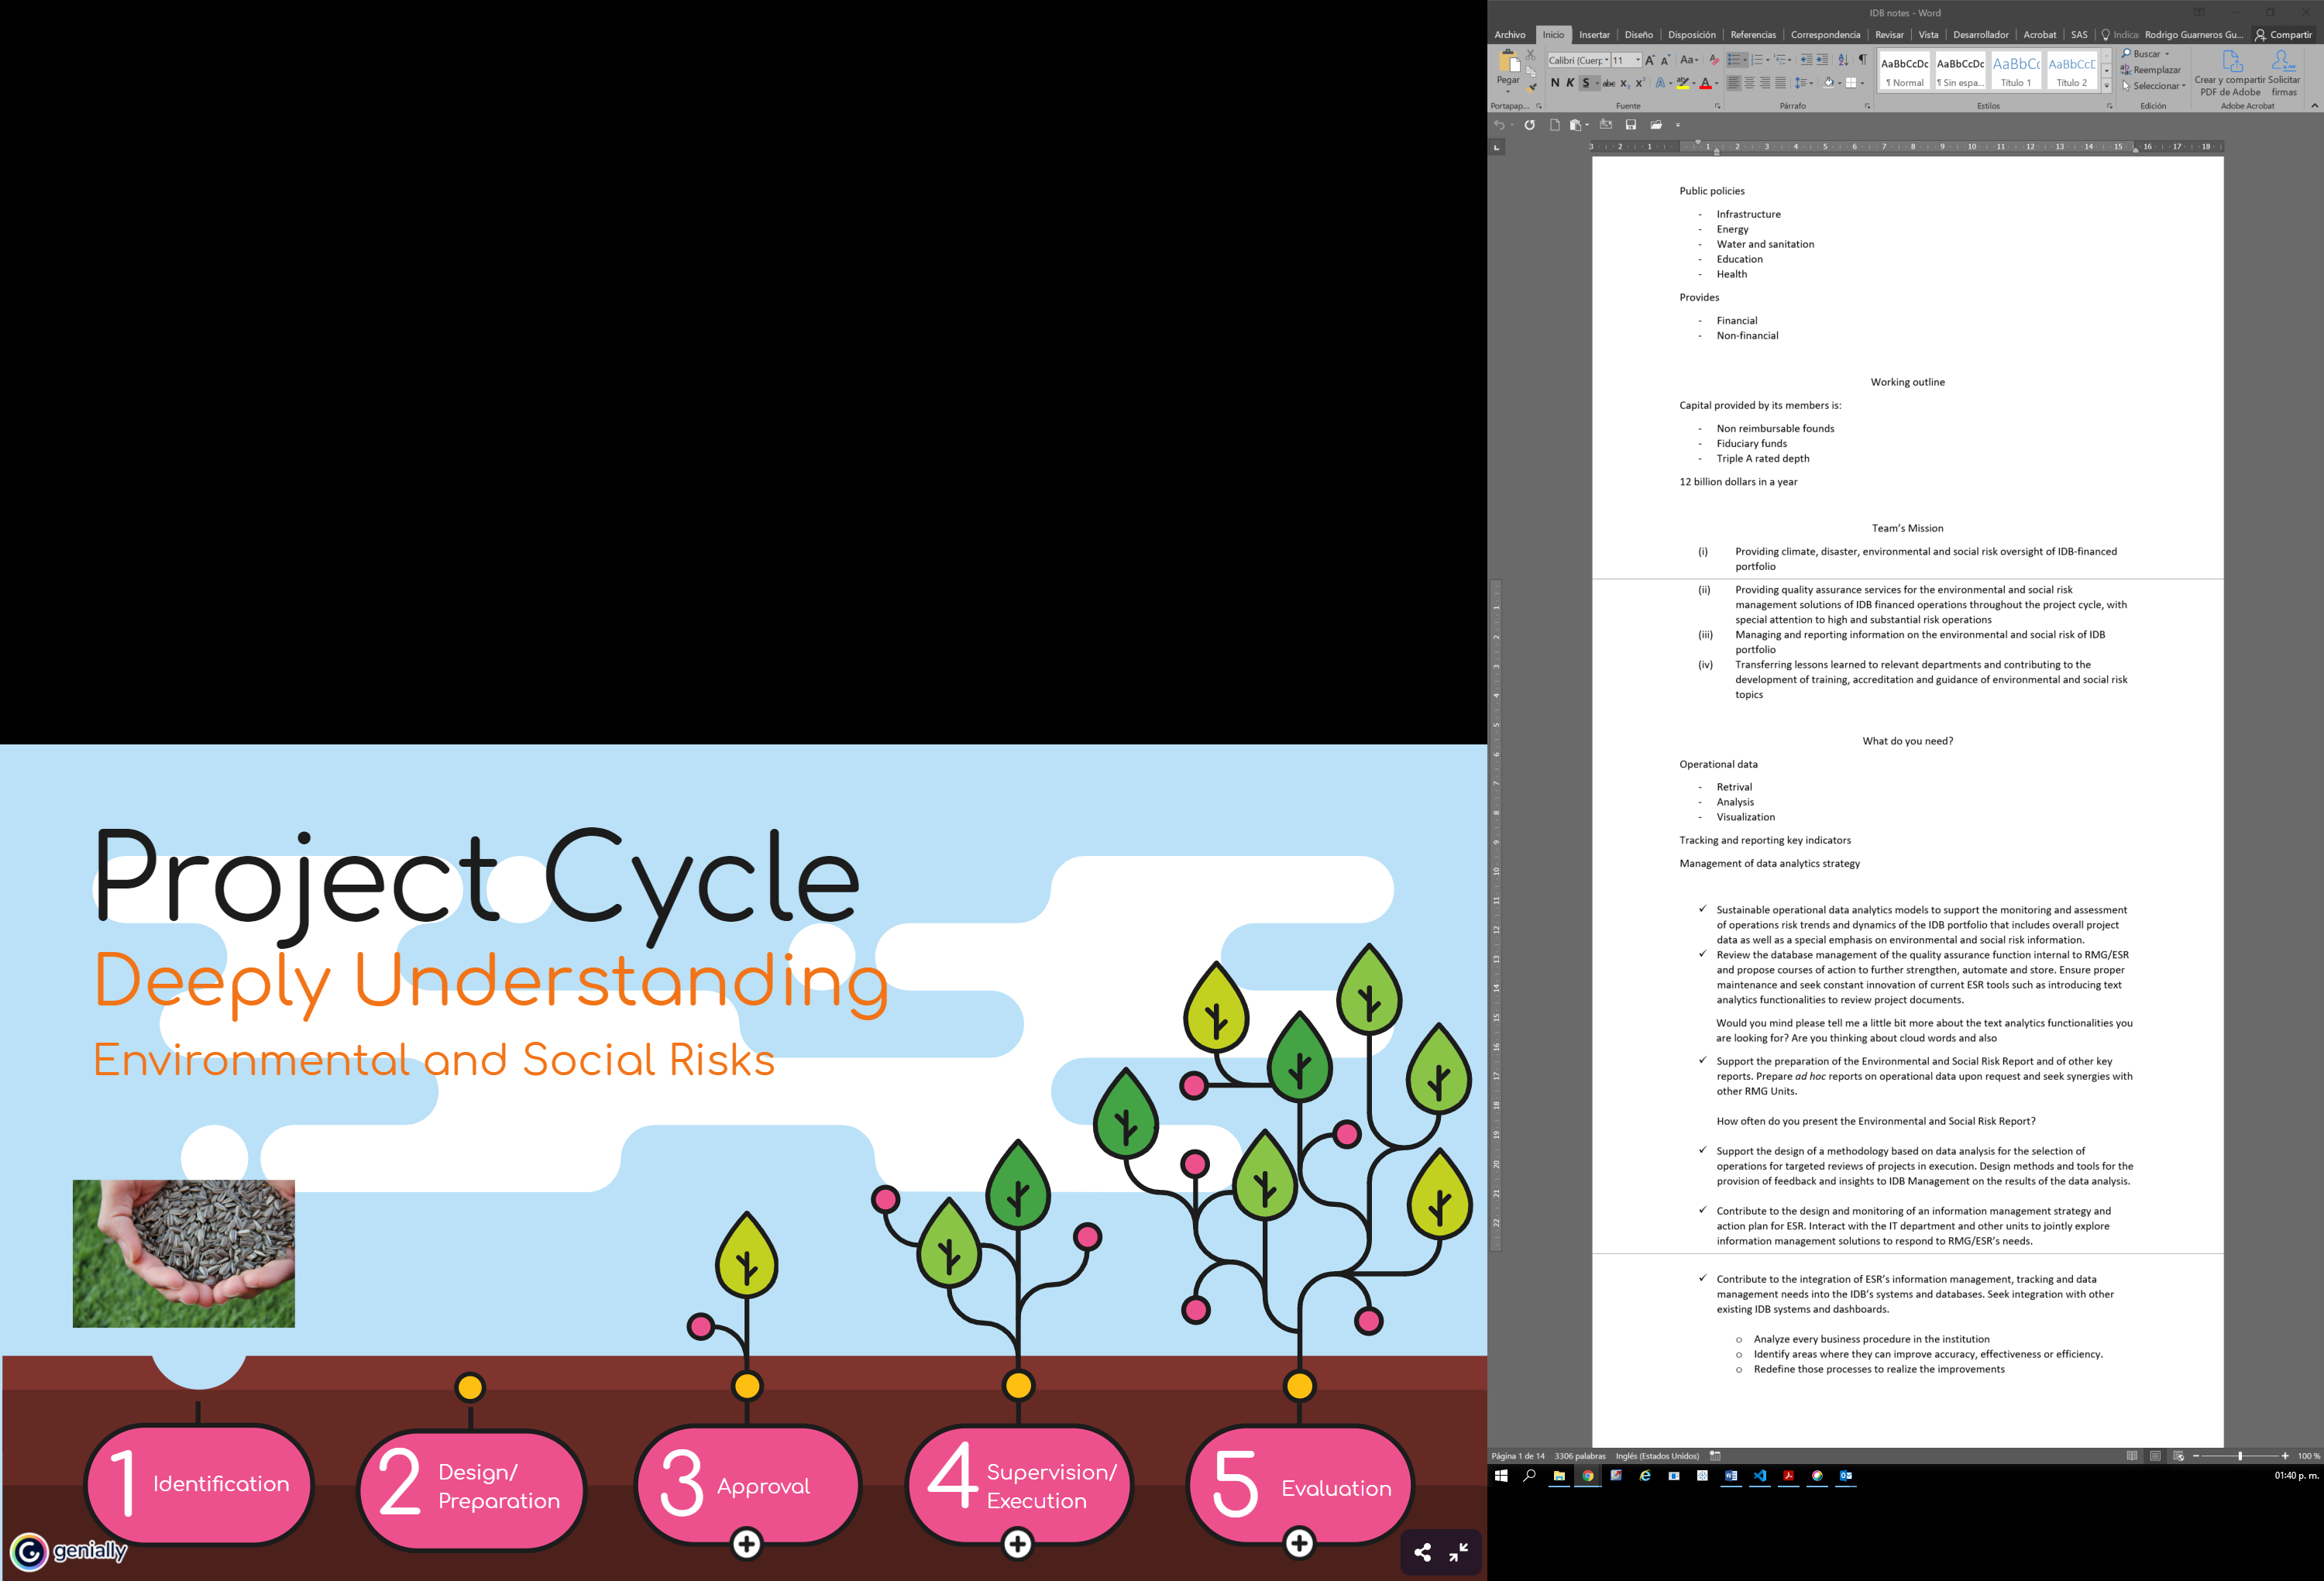 Project Cycle
Deeply Understanding
Environmental and Social Risks
1 Identification
2 Design/
Preparation
3 Approval
4 Supervision/
Execution
5 Evaluation
genially
IDB notes - Word
Archivo Inicio Insertar Diseño Disposición Referencias Correspondencia Revisar Vista Desarrollador Acrobat SAS Indica Rodrigo Guarneros Gu... Compartir
Pegar
Portapap...
Calibri (Cuerp 11
N K S abc x₂ x²
Fuente
Párrafo
AaBbCcDc AaBbCcDc AaBbCc AaBbCcE
¶ Normal ¶ Sin espa... Título 1 Título 2
Estilos
Buscar
Reemplazar
Seleccionar
Edición
Crear y compartir Solicitar
PDF de Adobe firmas
Adobe Acrobat
3 2 1 1 2 3 4 5 6 7 8 9 10 11 12 13 14 15 16 17 18
Public policies
- Infrastructure
- Energy
- Water and sanitation
- Education
- Health
Provides
- Financial
- Non-financial
Working outline
Capital provided by its members is:
- Non reimbursable founds
- Fiduciary funds
- Triple A rated depth
12 billion dollars in a year
Team's Mission
(i) Providing climate, disaster, environmental and social risk oversight of IDB-financed
portfolio
(ii) Providing quality assurance services for the environmental and social risk
management solutions of IDB financed operations throughout the project cycle, with
special attention to high and substantial risk operations
(iii) Managing and reporting information on the environmental and social risk of IDB
portfolio
(iv) Transferring lessons learned to relevant departments and contributing to the
development of training, accreditation and guidance of environmental and social risk
topics
What do you need?
Operational data
- Retrival
- Analysis
- Visualization
Tracking and reporting key indicators
Management of data analytics strategy
✓ Sustainable operational data analytics models to support the monitoring and assessment
of operations risk trends and dynamics of the IDB portfolio that includes overall project
data as well as a special emphasis on environmental and social risk information.
✓ Review the database management of the quality assurance function internal to RMG/ESR
and propose courses of action to further strengthen, automate and store. Ensure proper
maintenance and seek constant innovation of current ESR tools such as introducing text
analytics functionalities to review project documents.
Would you mind please tell me a little bit more about the text analytics functionalities you
are looking for? Are you thinking about cloud words and also
✓ Support the preparation of the Environmental and Social Risk Report and of other key
reports. Prepare ad hoc reports on operational data upon request and seek synergies with
other RMG Units.
How often do you present the Environmental and Social Risk Report?
✓ Support the design of a methodology based on data analysis for the selection of
operations for targeted reviews of projects in execution. Design methods and tools for the
provision of feedback and insights to IDB Management on the results of the data analysis.
✓ Contribute to the design and monitoring of an information management strategy and
action plan for ESR. Interact with the IT department and other units to jointly explore
information management solutions to respond to RMG/ESR's needs.
✓ Contribute to the integration of ESR's information management, tracking and data
management needs into the IDB's systems and databases. Seek integration with other
existing IDB systems and dashboards.
o Analyze every business procedure in the institution
o Identify areas where they can improve accuracy, effectiveness or efficiency.
o Redefine those processes to realize the improvements
Página 1 de 14 3306 palabras Inglés (Estados Unidos) 100 %
01:40 p. m.